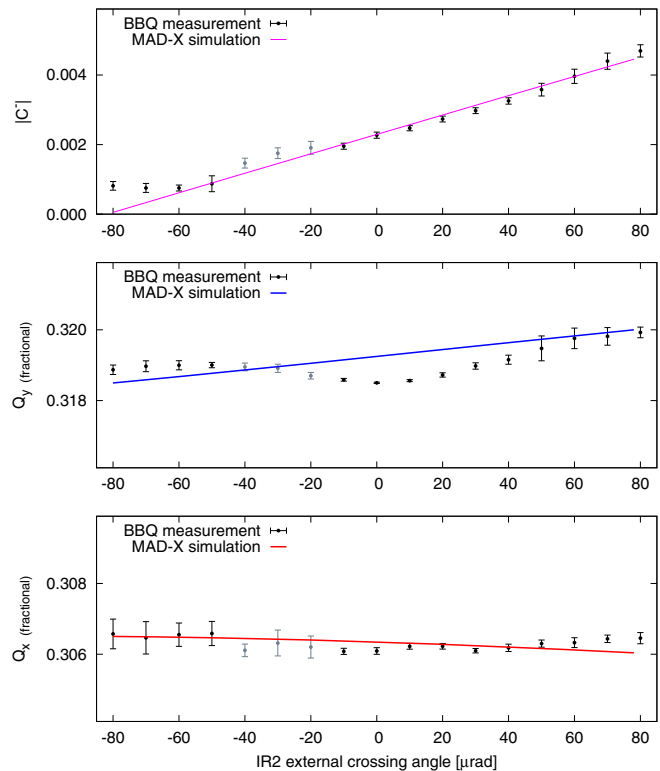 BBQ measurement
MAD-X simulation
0.004
0.002
0.000
|C⁻|
-80 -60 -40 -20 0 20 40 60 80
BBQ measurement
MAD-X simulation
0.320
0.318
Qy (fractional)
-80 -60 -40 -20 0 20 40 60 80
BBQ measurement
MAD-X simulation
0.308
0.306
Qx (fractional)
-80 -60 -40 -20 0 20 40 60 80
IR2 external crossing angle [μrad]